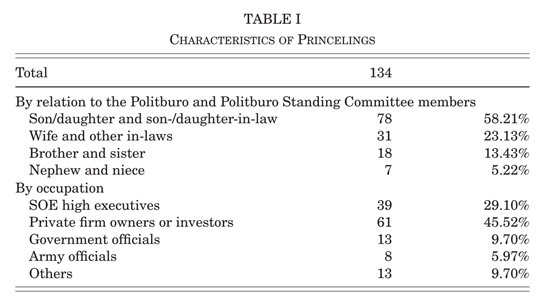 TABLE I
CHARACTERISTICS OF PRINCELINGS
Total 134
By relation to the Politburo and Politburo Standing Committee members
Son/daughter and son-/daughter-in-law 78 58.21%
Wife and other in-laws 31 23.13%
Brother and sister 18 13.43%
Nephew and niece 7 5.22%
By occupation
SOE high executives 39 29.10%
Private firm owners or investors 61 45.52%
Government officials 13 9.70%
Army officials 8 5.97%
Others 13 9.70%